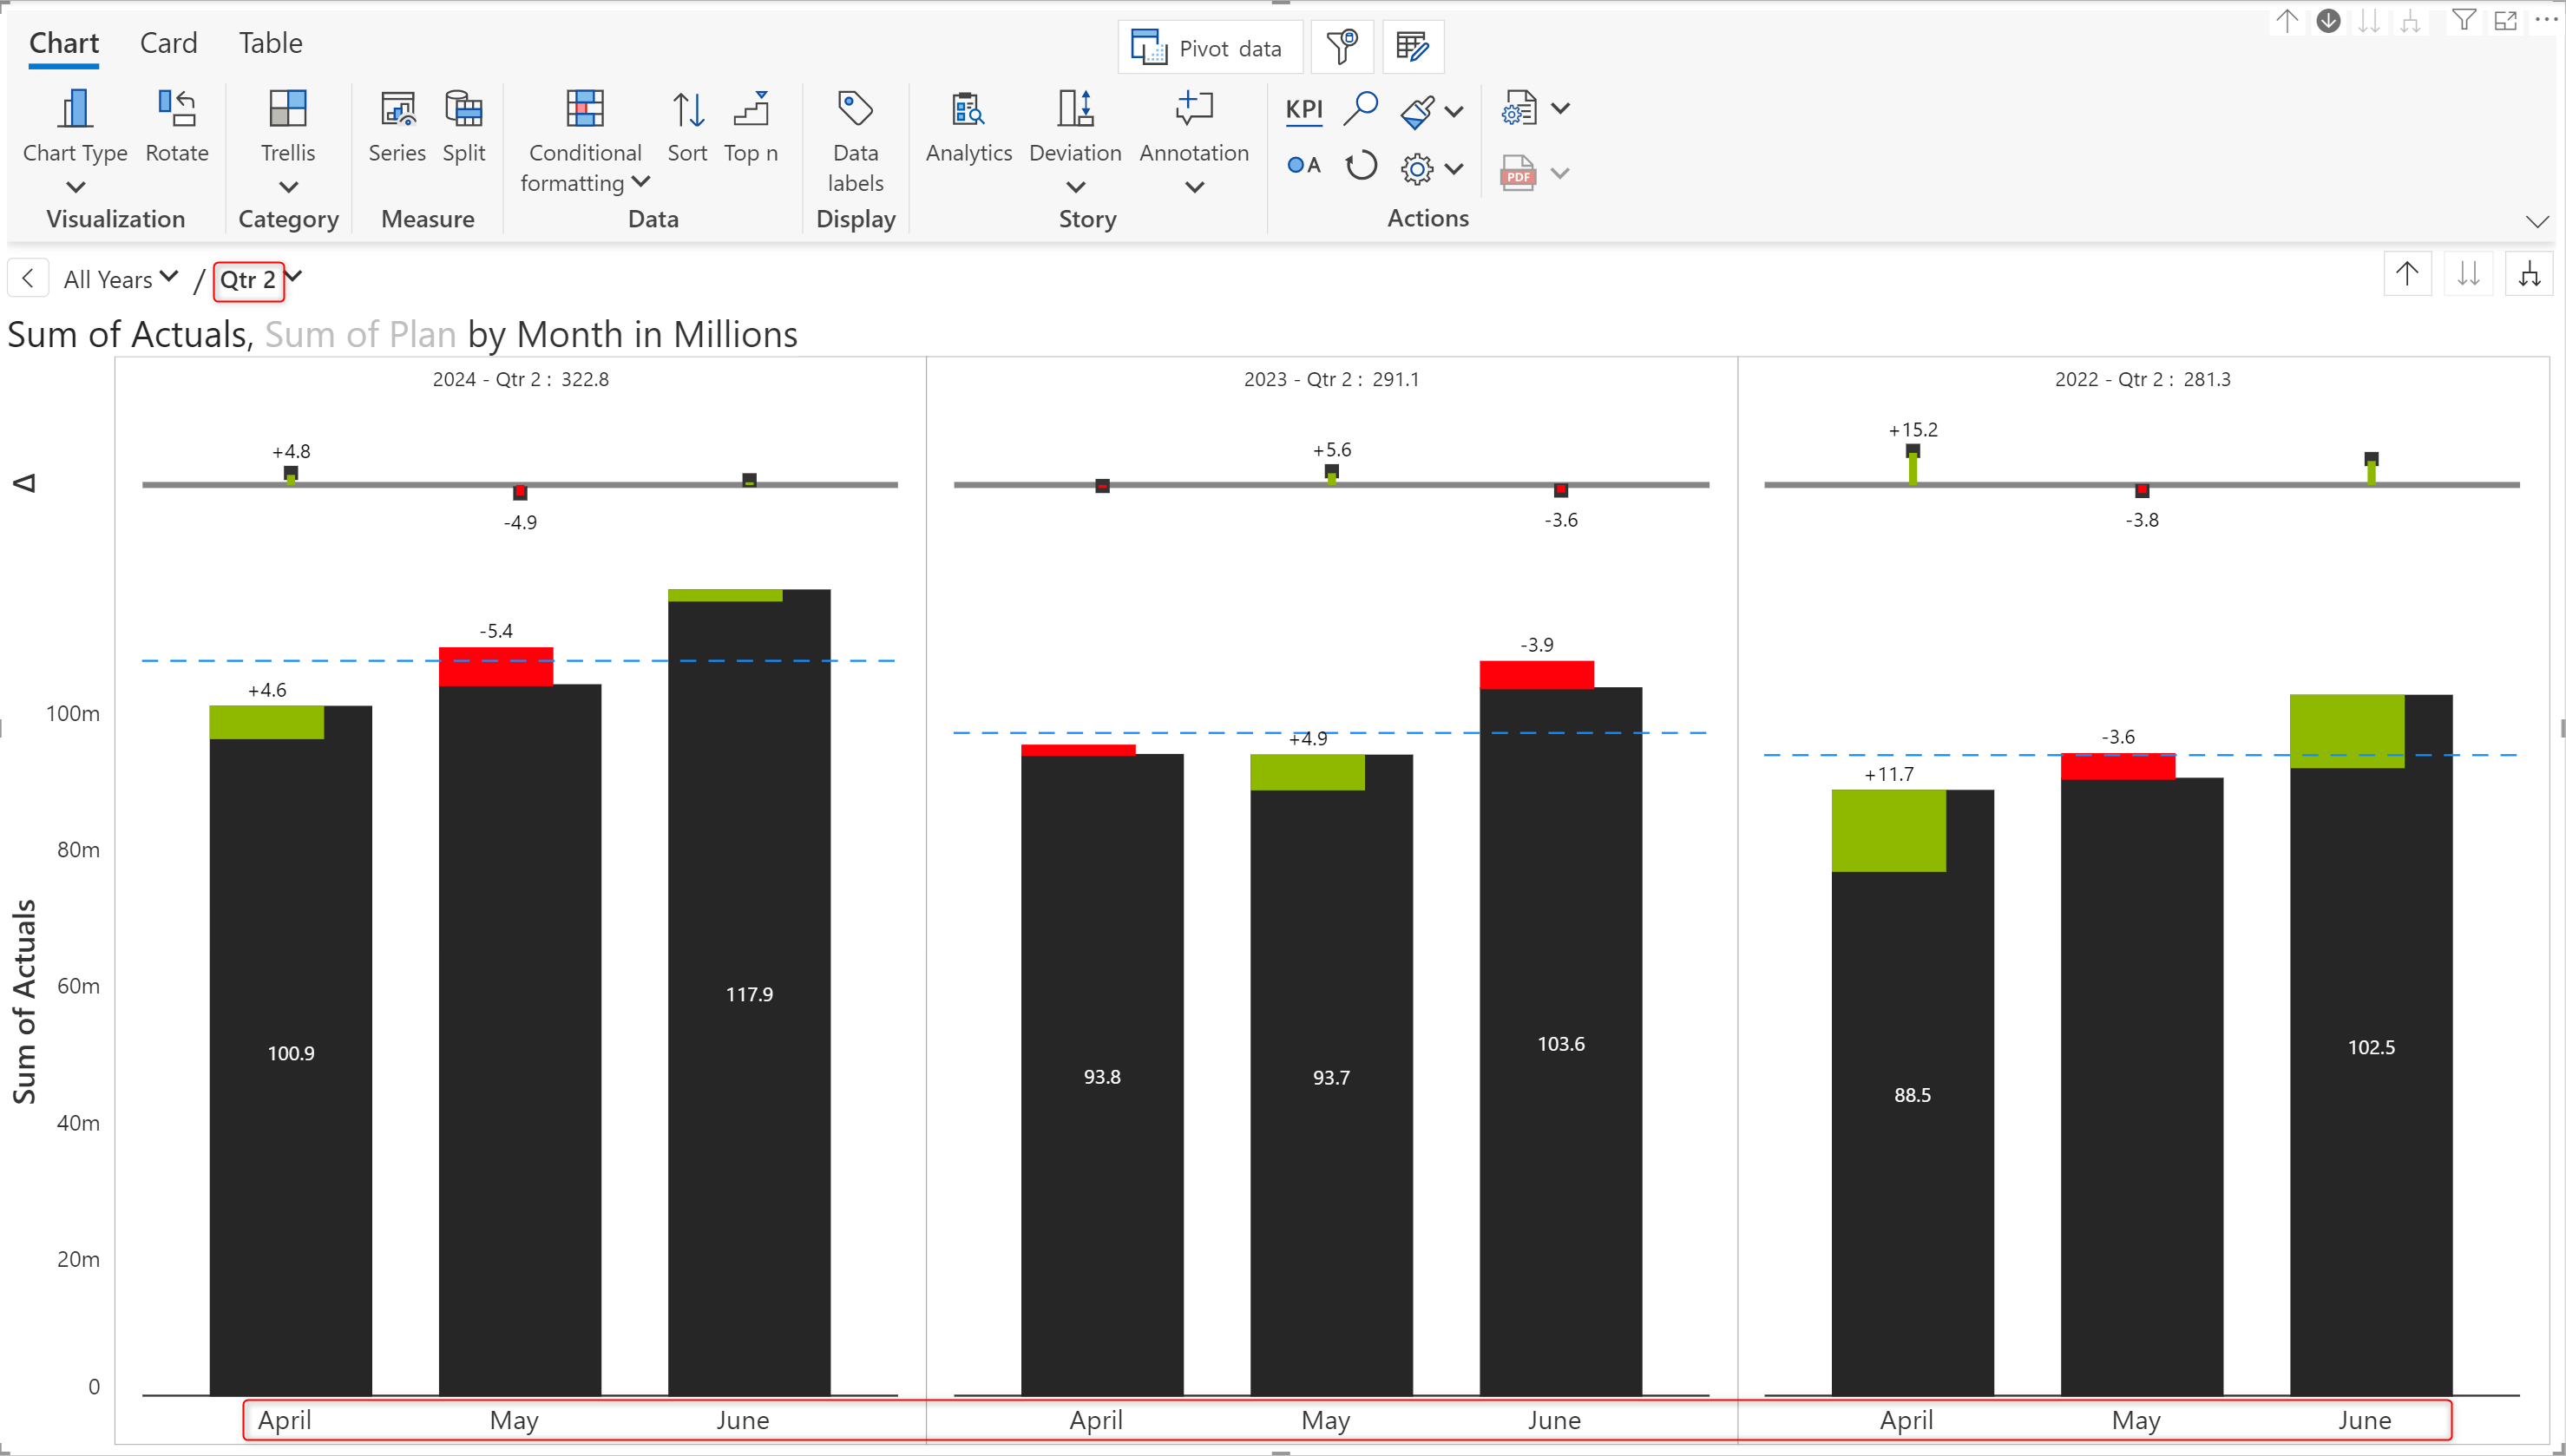 Chart Card Table
Pivot data
Chart Type Rotate Trellis Series Split Conditional formatting Sort Top n Data labels Analytics Deviation Annotation KPI
A
PDF
Visualization Category Measure Data Display Story Actions
All Years / Qtr 2
Sum of Actuals, Sum of Plan by Month in Millions
2024 - Qtr 2 : 322.8 2023 - Qtr 2 : 291.1 2022 - Qtr 2 : 281.3
Δ
+4.8 -4.9 +5.6 -3.6 +15.2 -3.8
+4.6 -5.4 +4.9 -3.9 +11.7 -3.6
Sum of Actuals
100m
80m
60m
40m
20m
0
100.9 117.9 93.8 93.7 103.6 88.5 102.5
April May June April May June April May June